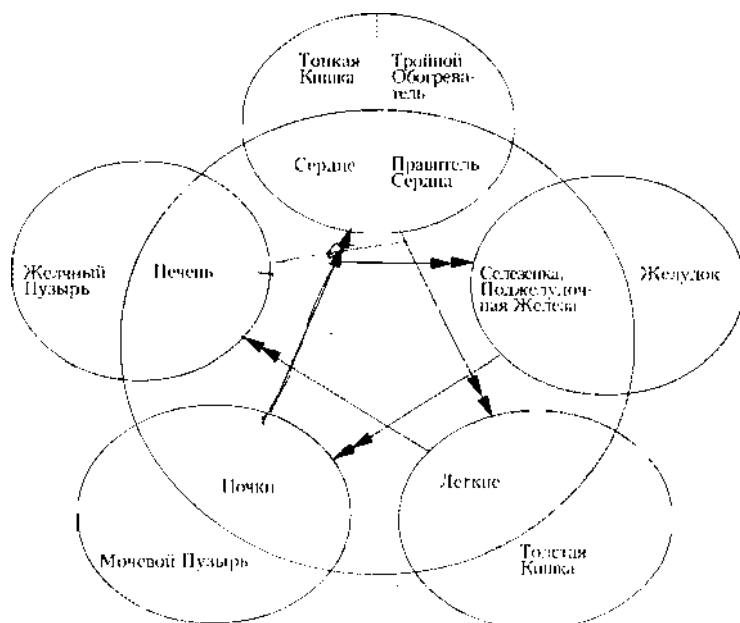 Тонкая
Кишка
Тройной
Обогрева-
тель
Сердце
Правитель
Сердца
Желчный
Пузырь
Печень
Селезенка,
Поджелудоч-
ная Железа
Желудок
Почки
Мочевой Пузырь
Легкие
Толстая
Кишка